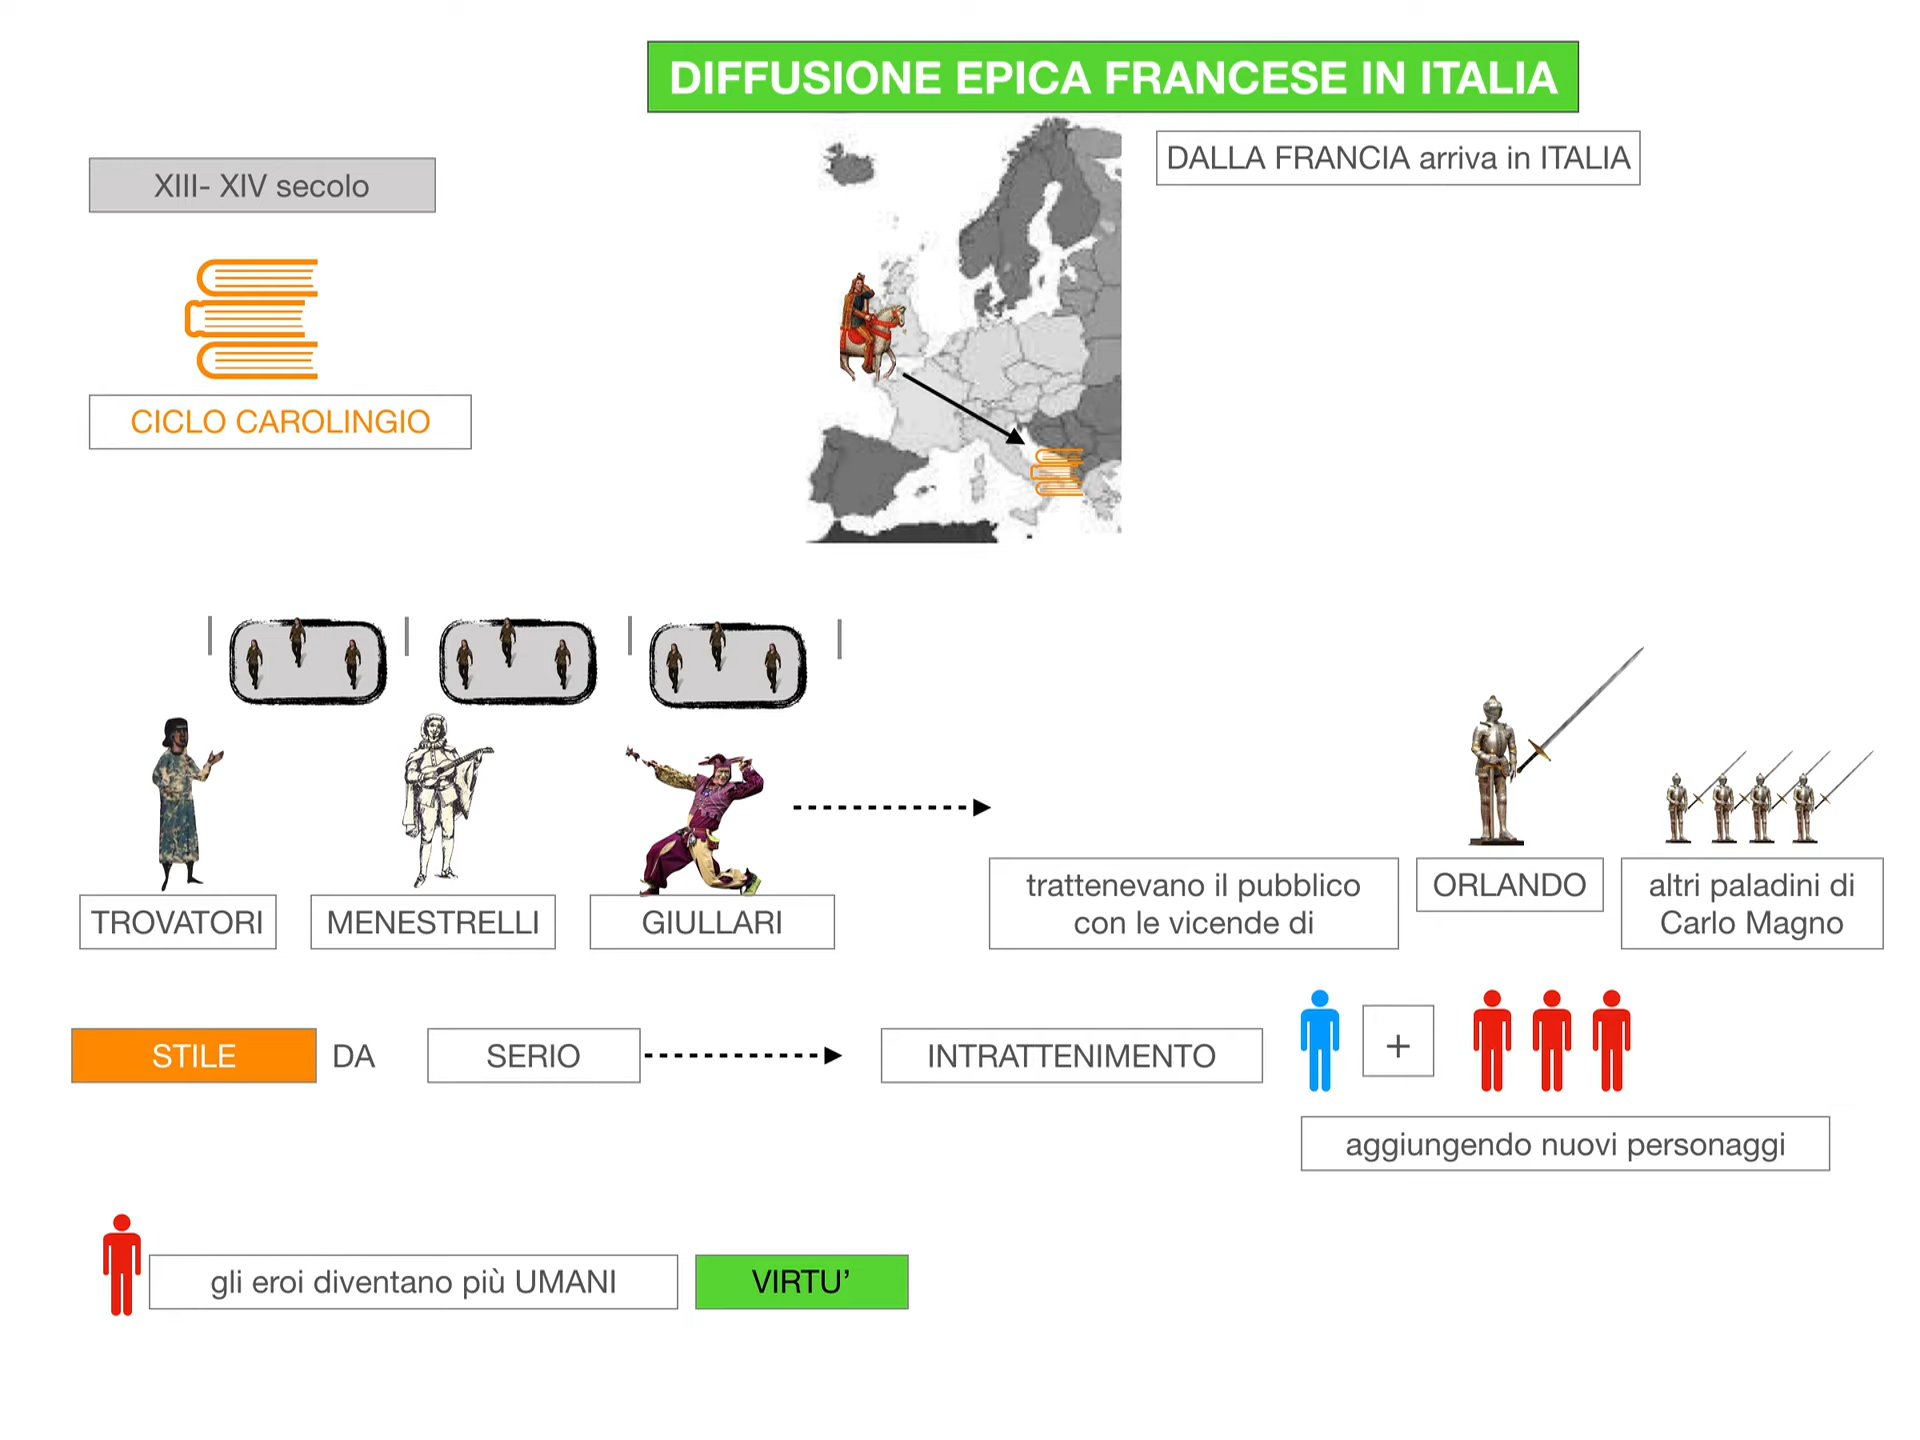 DIFFUSIONE EPICA FRANCESE IN ITALIA
DALLA FRANCIA arriva in ITALIA
XIII- XIV secolo
CICLO CAROLINGIO
TROVATORI
MENESTRELLI
GIULLARI
trattenevano il pubblico
con le vicende di
ORLANDO
altri paladini di
Carlo Magno
STILE
DA
SERIO
INTRATTENIMENTO
+
aggiungendo nuovi personaggi
gli eroi diventano più UMANI
VIRTU’